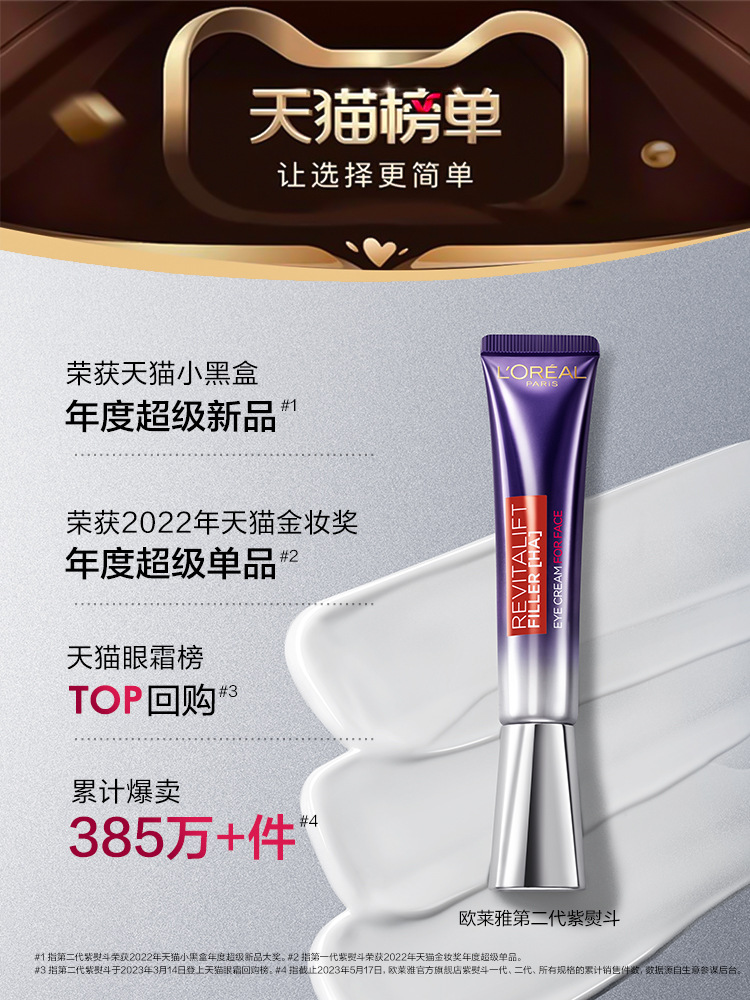 天猫榜单
让选择更简单
荣获天猫小黑盒
年度超级新品#1
荣获2022年天猫金妆奖
年度超级单品#2
天猫眼霜榜
TOP回购#3
累计爆卖
385万+件#4
L'ORÉAL
PARIS
REVITALIFT
FILLER [HA]
EYE CREAM FOR FACE
欧莱雅第二代紫熨斗
#1 指第二代紫熨斗荣获2022年天猫小黑盒年度超级新品大奖。#2 指第一代紫熨斗荣获2022年天猫金妆奖年度超级单品。
#3 指第二代紫熨斗于2023年3月14日登上天猫眼霜回购榜。#4 指截止2023年5月17日,欧莱雅官方旗舰店紫熨斗一代、二代、所有规格的累计销售件数,数据源自生意参谋后台。